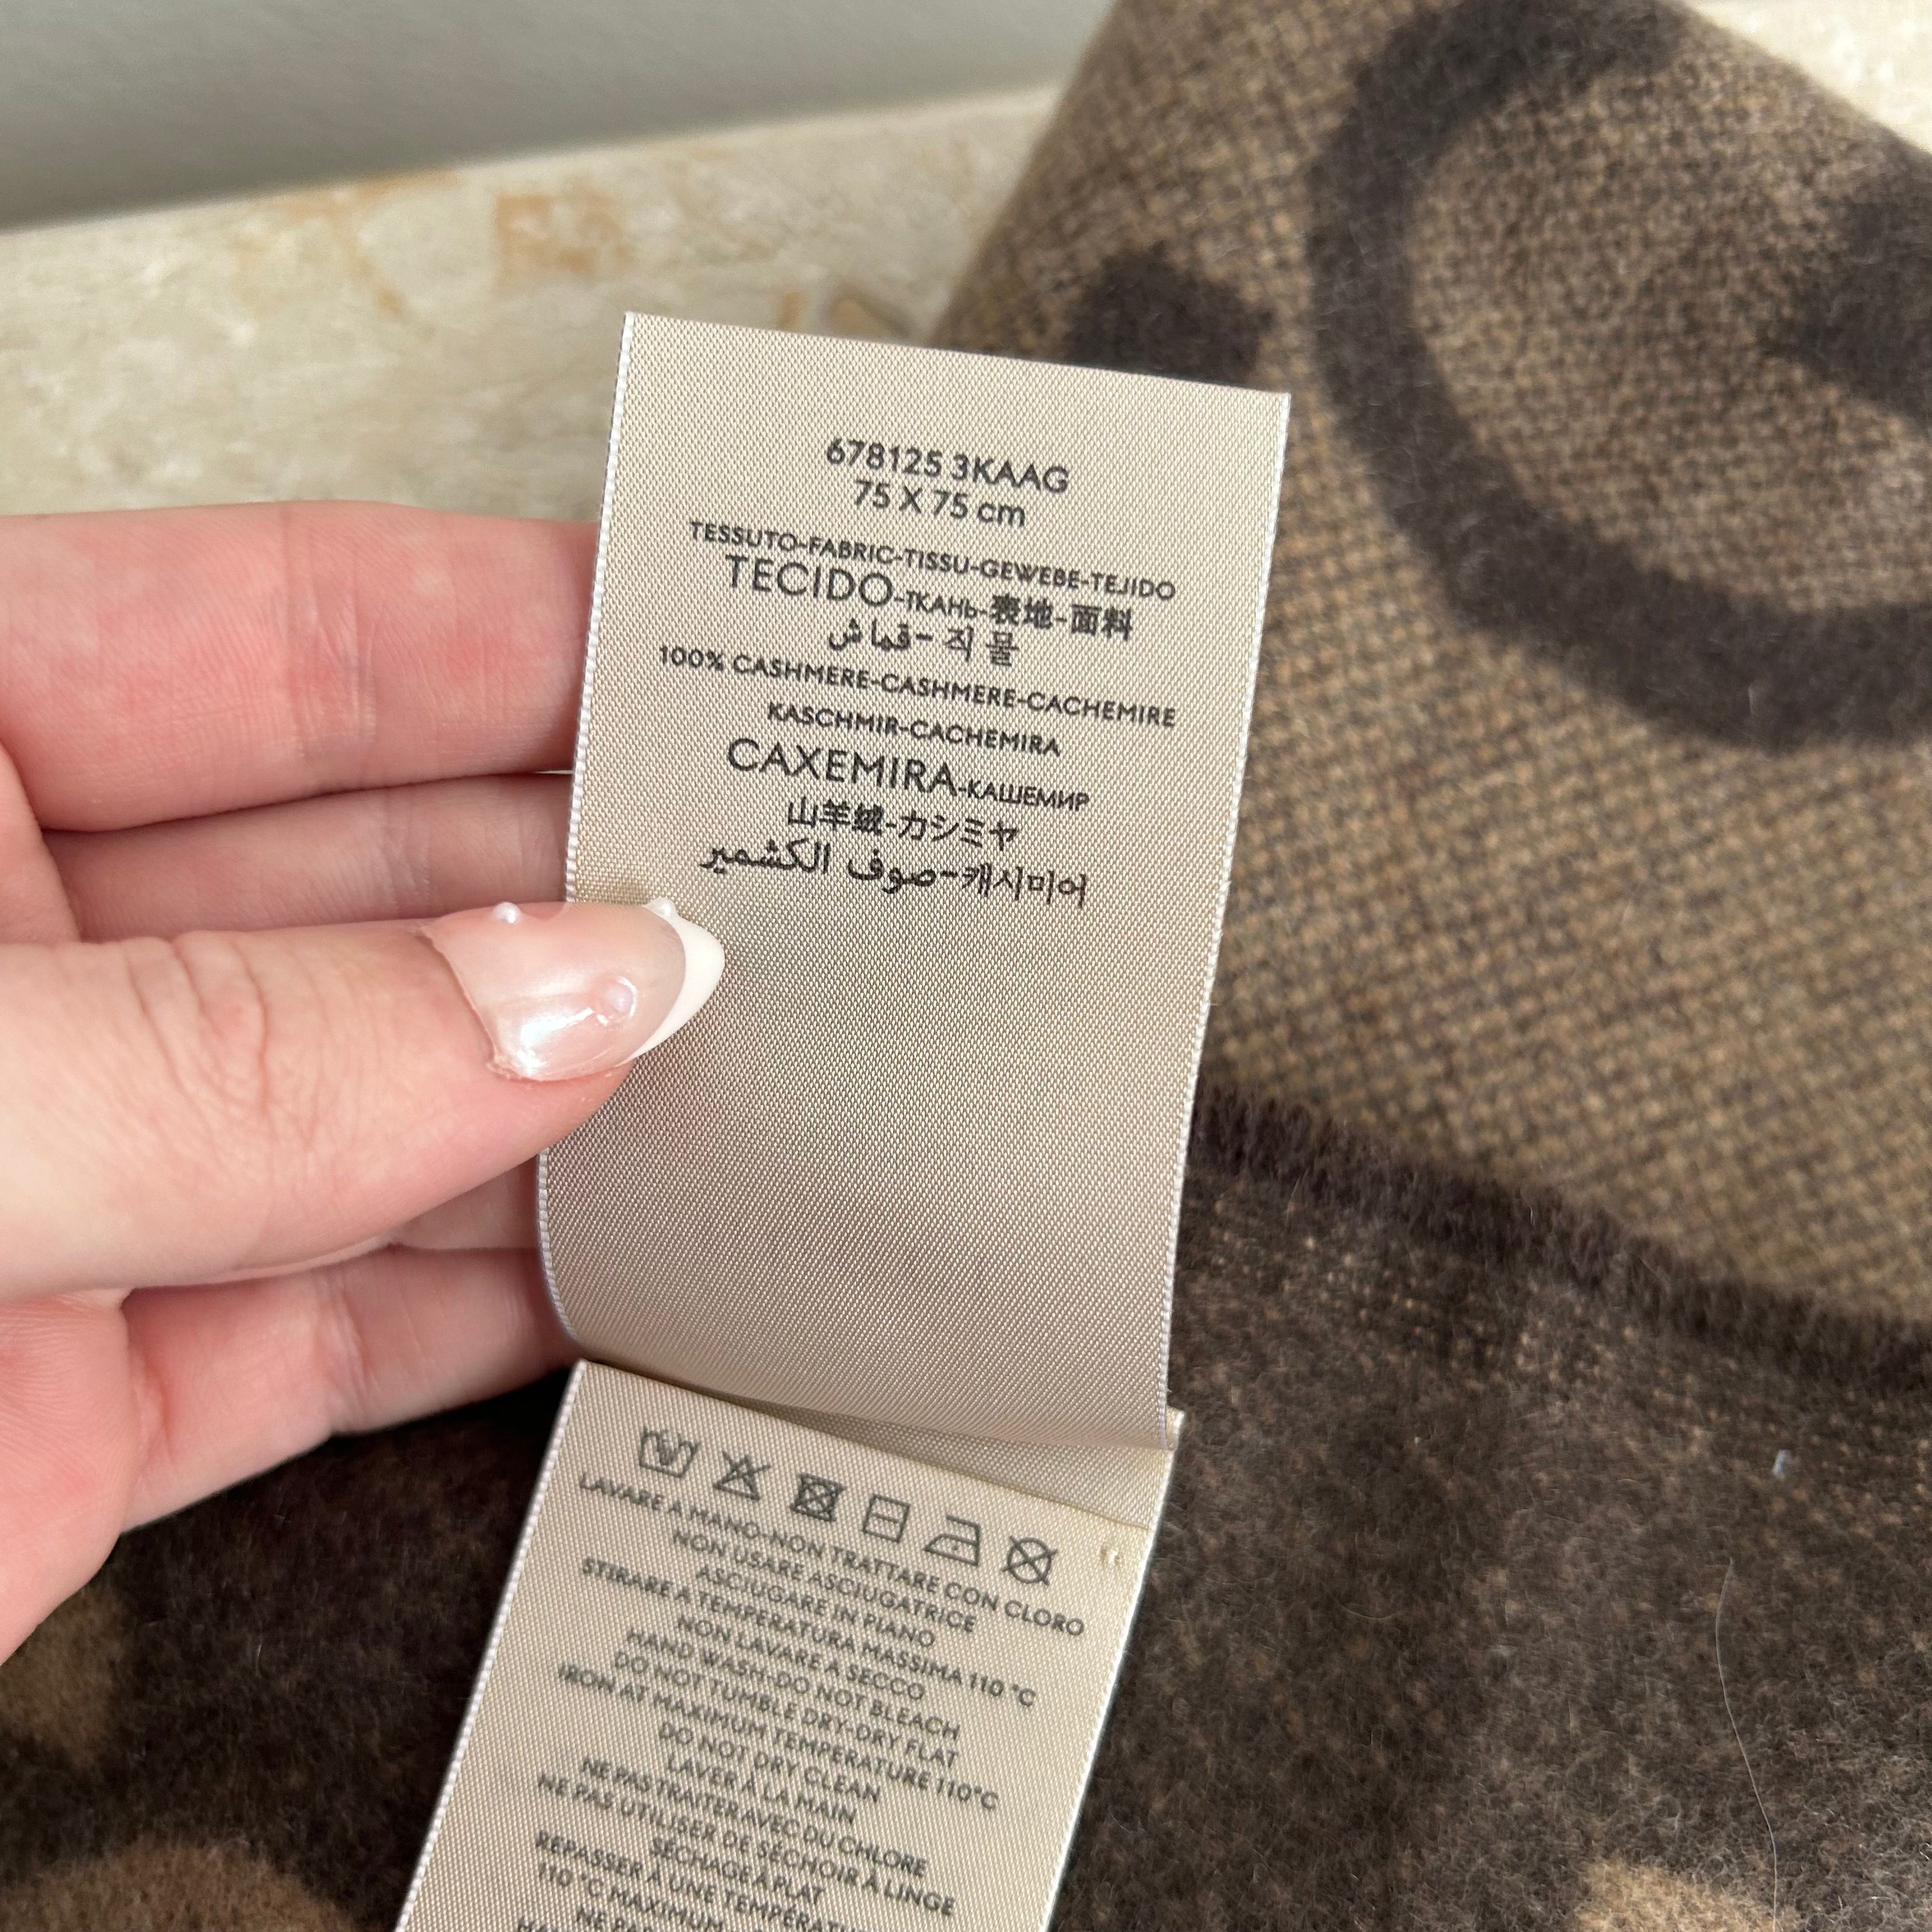 678125 3KAAG
75 X 75 cm
TESSUTO-FABRIC-TISSU-GEWEBE-TEJIDO
TECIDO-ТКАНЬ-表地-面料
قماش-직물
100% CASHMERE-CASHMERE-CACHEMIRE
KASCHMIR-CACHEMIRA
CAXEMIRA-КАШЕМИР
山羊绒-カシミヤ
صوف الكشمير-캐시미어
LAVARE A MANO-NON TRATTARE CON CLORO
NON USARE ASCIUGATRICE
ASCIUGARE IN PIANO
STIRARE A TEMPERATURA MASSIMA 110 °C
NON LAVARE A SECCO
HAND WASH-DO NOT BLEACH
DO NOT TUMBLE DRY-DRY FLAT
IRON AT MAXIMUM TEMPERATURE 110°C
DO NOT DRY CLEAN
LAVER À LA MAIN
NE PAS TRAITER AVEC DU CHLORE
NE PAS UTILISER DE SÉCHOIR À LINGE
SÉCHAGE À PLAT
REPASSER À UNE TEMPÉRATURE
110 °C MAXIMUM